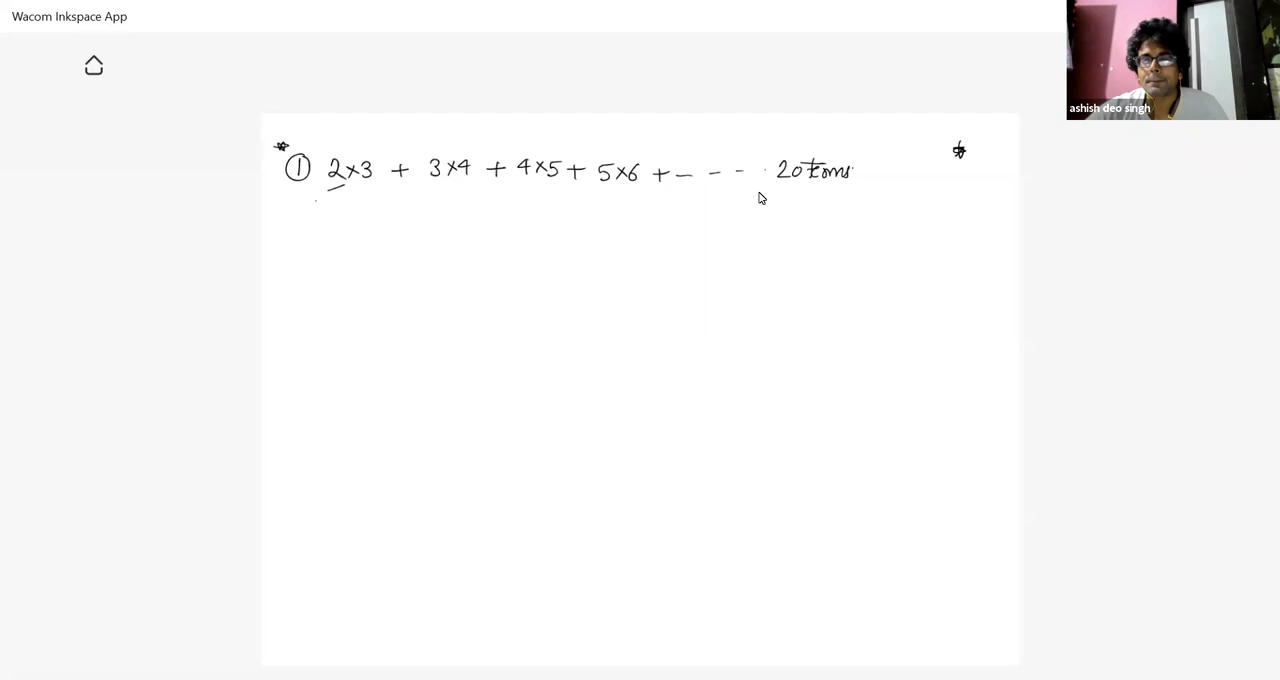 Wacom Inkspace App
ashish deo singh
① 2×3 + 3×4 + 4×5 + 5×6 + - - - 20 terms